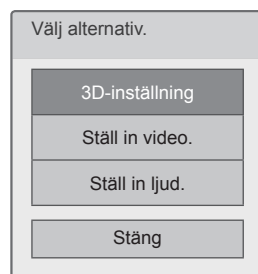 Välj alternativ.
3D-inställning
Ställ in video.
Ställ in ljud.
Stäng